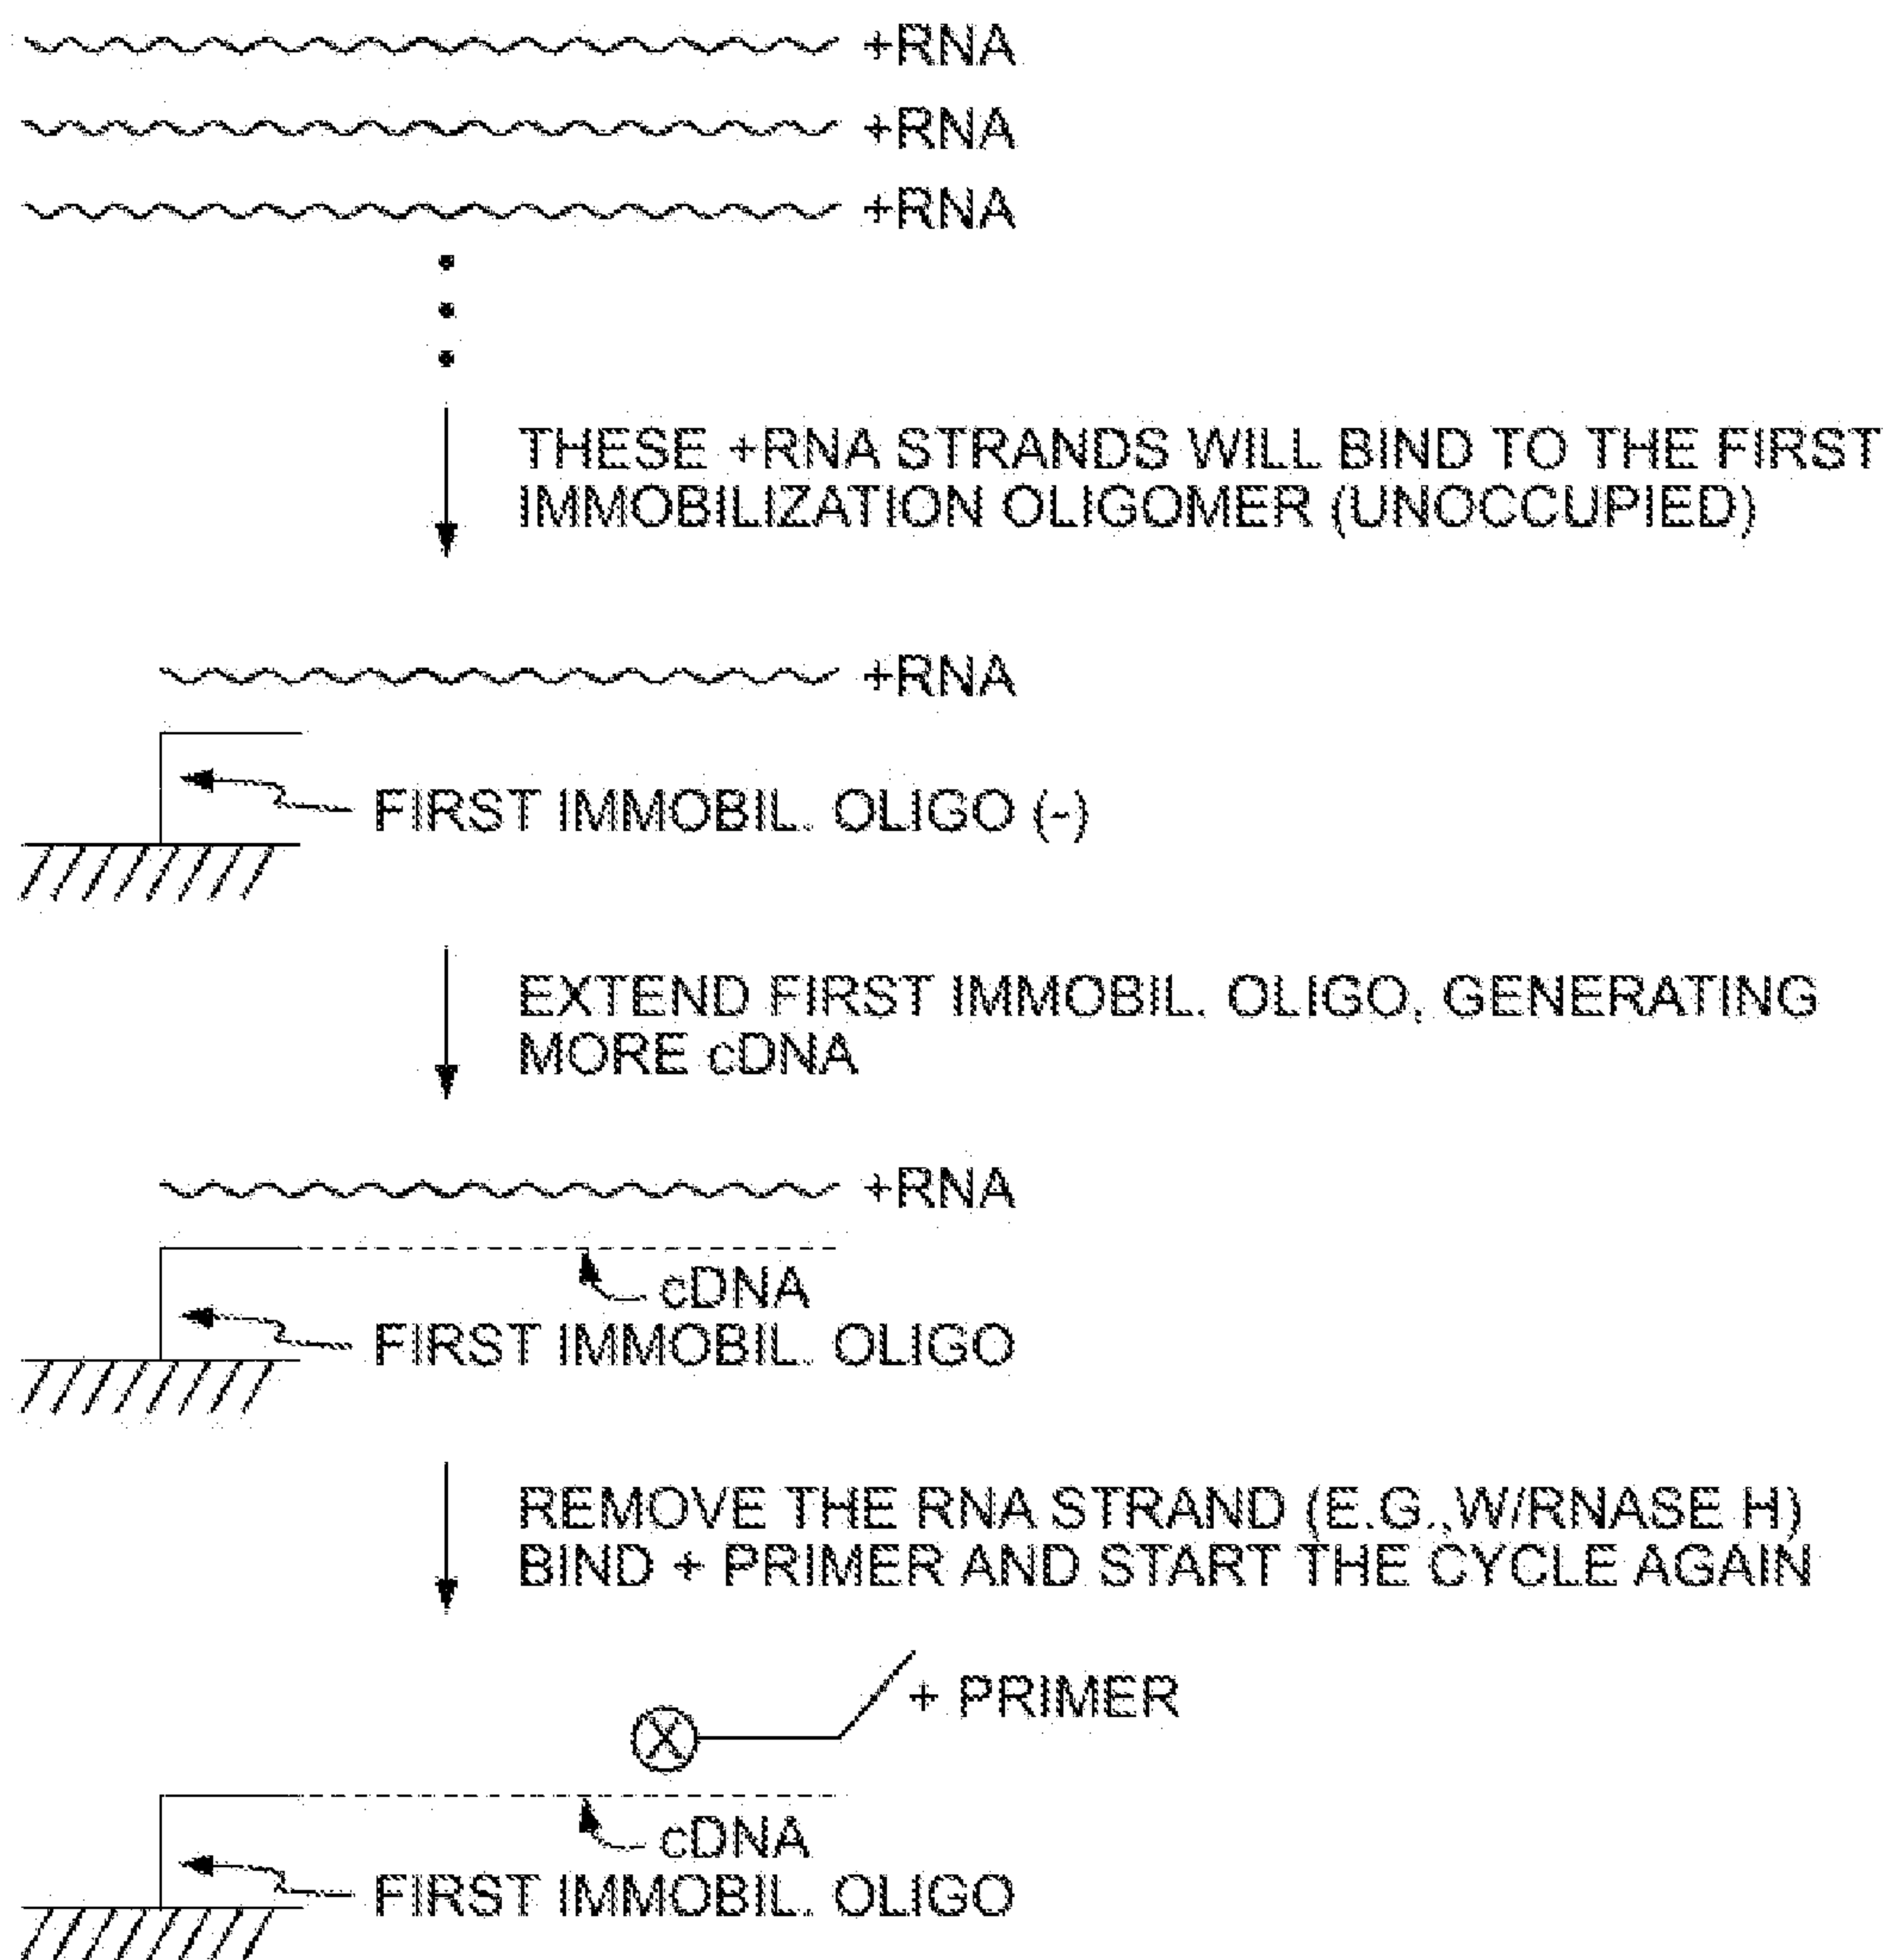 +RNA
+RNA
+RNA
THESE +RNA STRANDS WILL BIND TO THE FIRST
IMMOBILIZATION OLIGOMER (UNOCCUPIED)
+RNA
FIRST IMMOBIL. OLIGO (-)
EXTEND FIRST IMMOBIL. OLIGO, GENERATING
MORE cDNA
+RNA
cDNA
FIRST IMMOBIL. OLIGO
REMOVE THE RNA STRAND (E.G.,W/RNASE H)
BIND + PRIMER AND START THE CYCLE AGAIN
+ PRIMER
cDNA
FIRST IMMOBIL. OLIGO